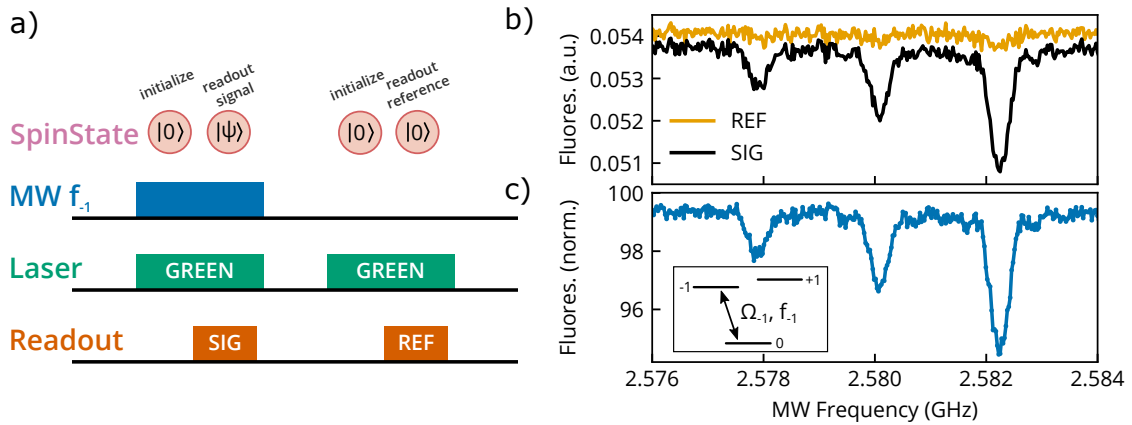 a)
initialize
readout
signal
initialize
readout
reference
SpinState
|0⟩
|ψ⟩
|0⟩
|0⟩
MW f-1
Laser
GREEN
GREEN
Readout
SIG
REF
b)
0.054
0.053
0.052
0.051
Fluores. (a.u.)
REF
SIG
c)
100
98
96
Fluores. (norm.)
-1
+1
Ω-1, f-1
0
2.576
2.578
2.580
2.582
2.584
MW Frequency (GHz)